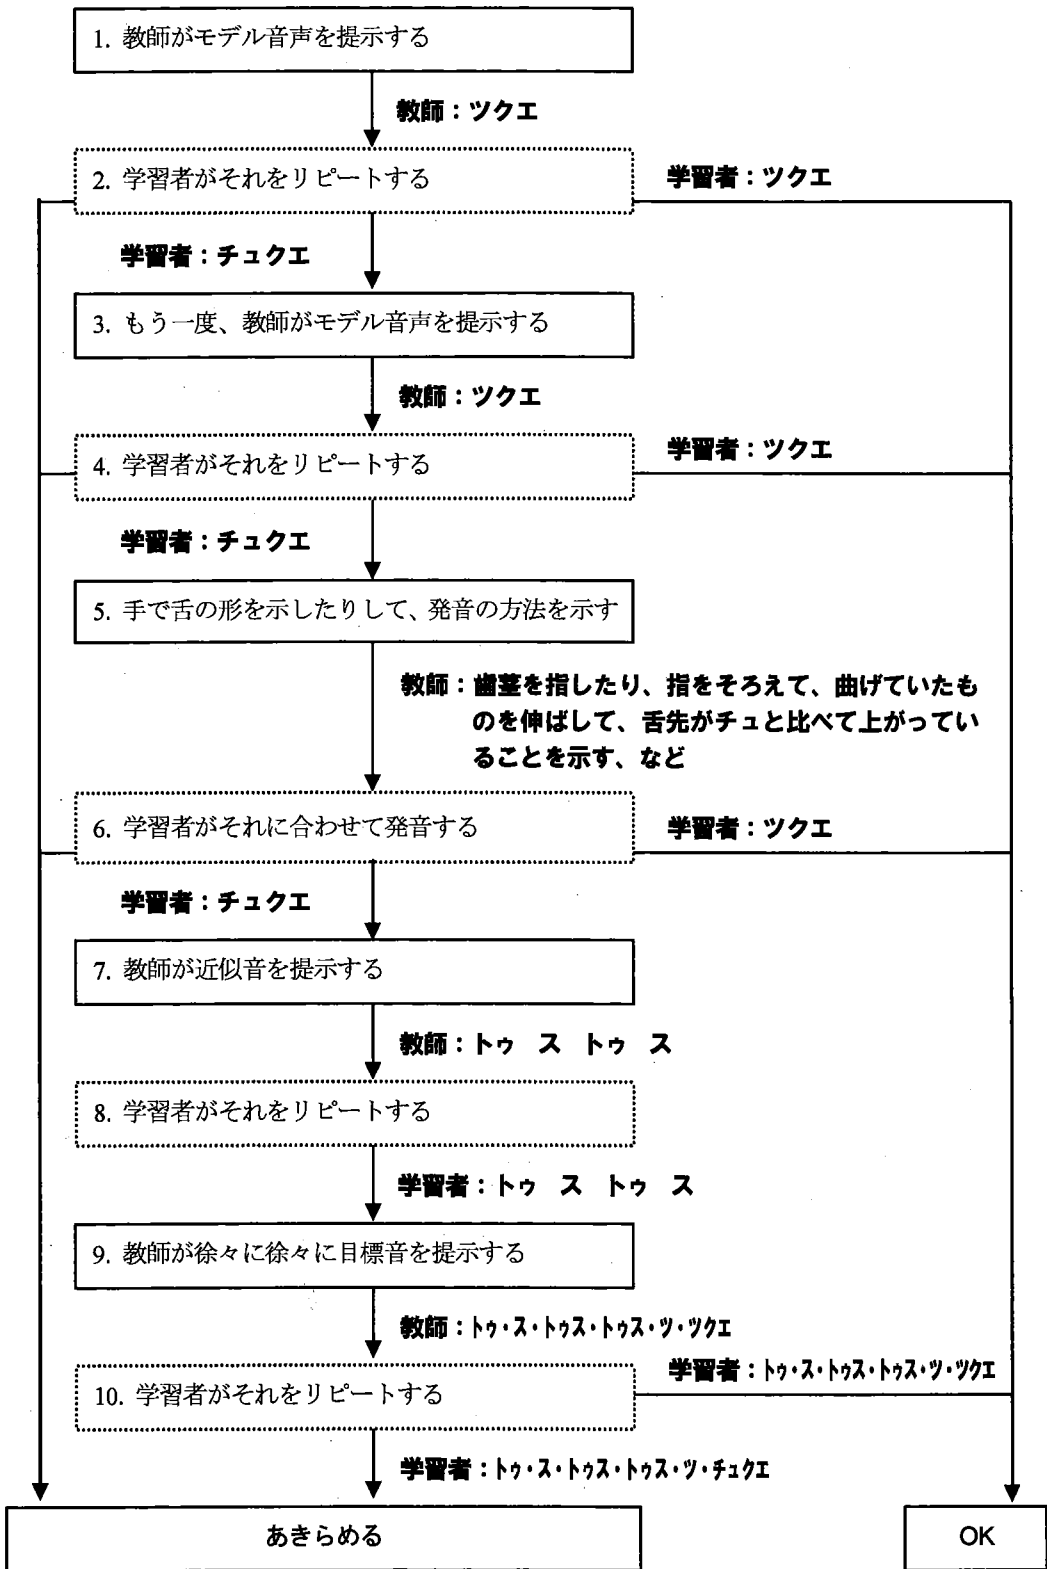 1. 教師がモデル音声を提示する
教師：ツクエ
2. 学習者がそれをリピートする
学習者：ツクエ
学習者：チュクエ
3. もう一度、教師がモデル音声を提示する
教師：ツクエ
4. 学習者がそれをリピートする
学習者：ツクエ
学習者：チュクエ
5. 手で舌の形を示したりして、発音の方法を示す
教師：歯茎を指したり、指をそろえて、曲げていたも
のを伸ばして、舌先がチュと比べて上がってい
ることを示す、など
6. 学習者がそれに合わせて発音する
学習者：ツクエ
学習者：チュクエ
7. 教師が近似音を提示する
教師：トゥ　ス　トゥ　ス
8. 学習者がそれをリピートする
学習者：トゥ　ス　トゥ　ス
9. 教師が徐々に徐々に目標音を提示する
教師：トゥ・ス・トゥス・トゥス・ツ・ツクエ
10. 学習者がそれをリピートする
学習者：トゥ・ス・トゥス・トゥス・ツ・ツクエ
学習者：トゥ・ス・トゥス・トゥス・ツ・チュクエ
あきらめる
OK